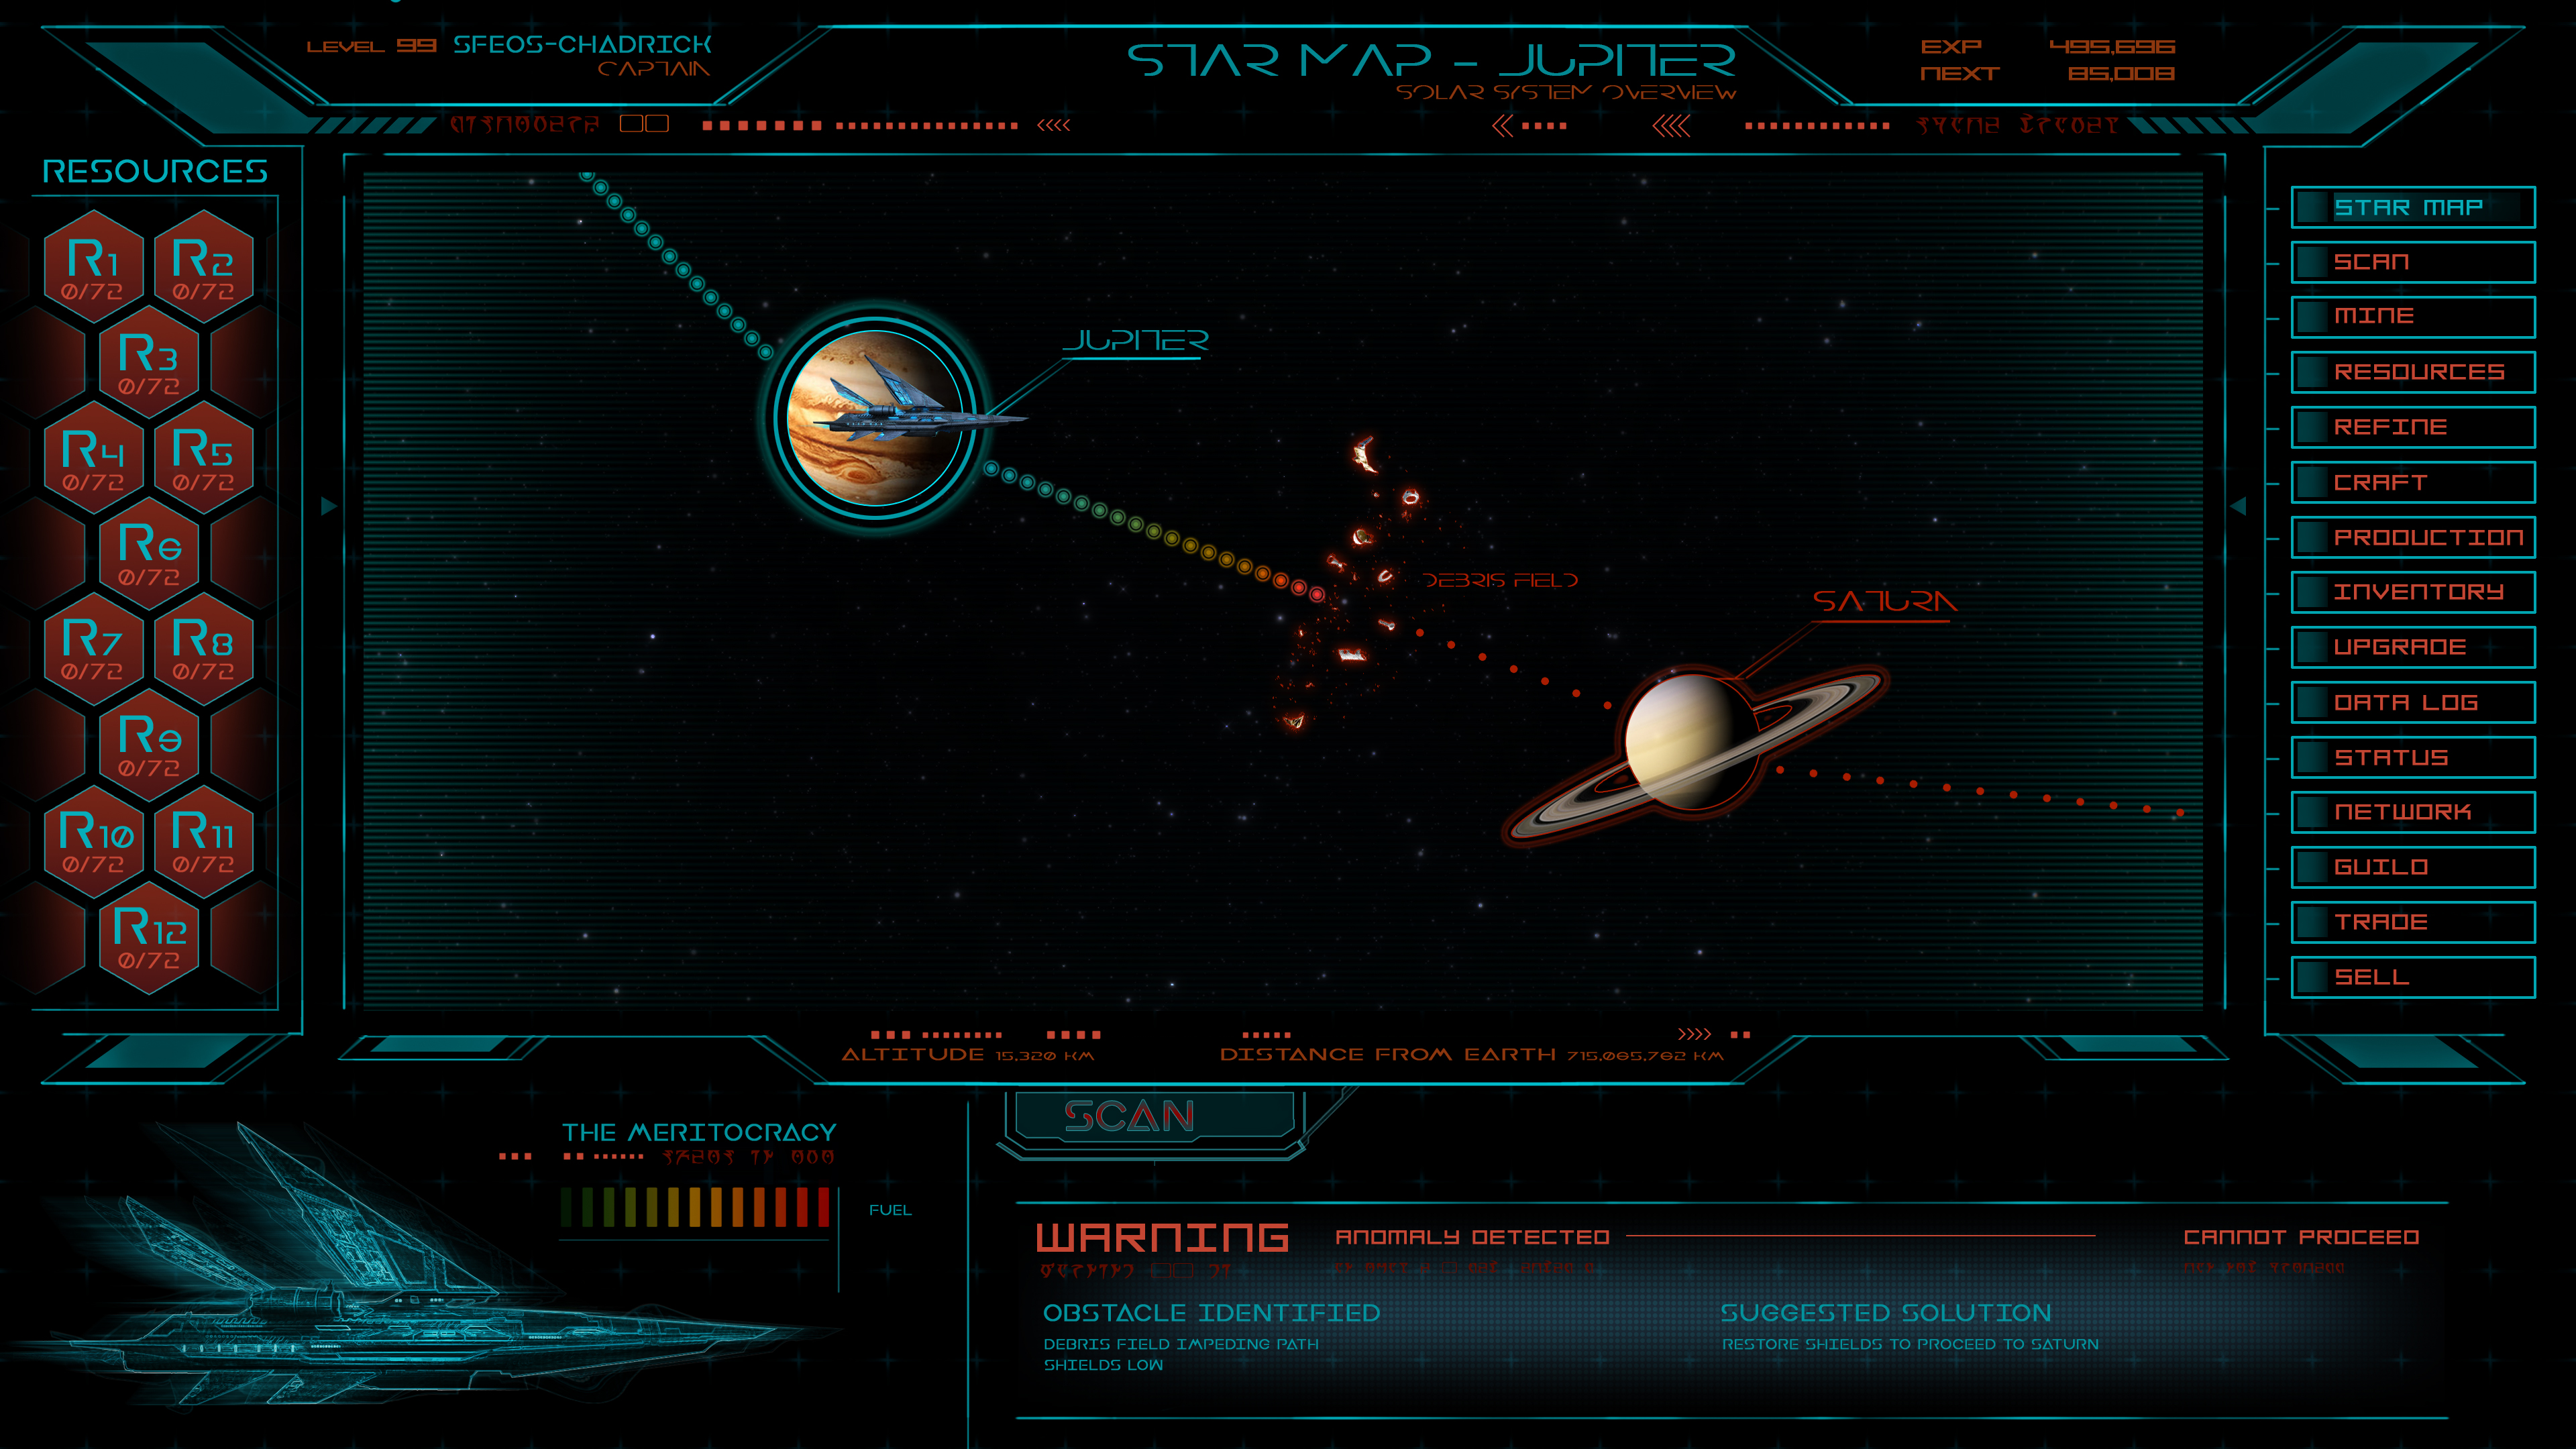 LEVEL 99 SFEOS-CHADRICK
CAPTAIN
STAR MAP - JUPITER
SOLAR SYSTEM OVERVIEW
EXP 495,696
NEXT 85,008
RESOURCES
R1
0/72
R2
0/72
R3
0/72
R4
0/72
R5
0/72
R6
0/72
R7
0/72
R8
0/72
R9
0/72
R10
0/72
R11
0/72
R12
0/72
JUPITER
DEBRIS FIELD
SATURN
STAR MAP
SCAN
MINE
RESOURCES
REFINE
CRAFT
PRODUCTION
INVENTORY
UPGRADE
DATA LOG
STATUS
NETWORK
GUILD
TRADE
SELL
ALTITUDE 15,320 KM
DISTANCE FROM EARTH 715,065,762 KM
THE MERITOCRACY
FUEL
SCAN
WARNING ANOMALY DETECTED CANNOT PROCEED
OBSTACLE IDENTIFIED
DEBRIS FIELD IMPEDING PATH
SHIELDS LOW
SUGGESTED SOLUTION
RESTORE SHIELDS TO PROCEED TO SATURN